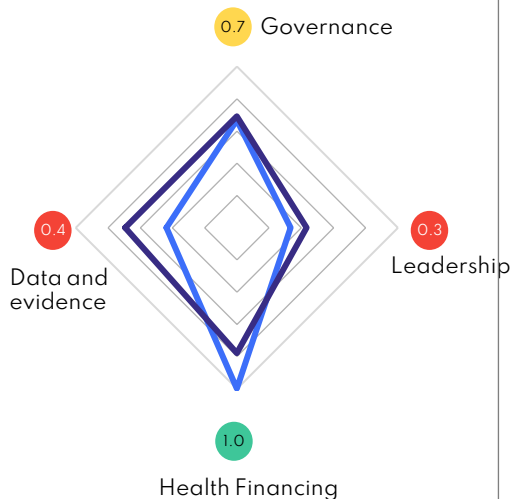 0.7 Governance
0.4
0.3
Data and
evidence
Leadership
1.0
Health Financing